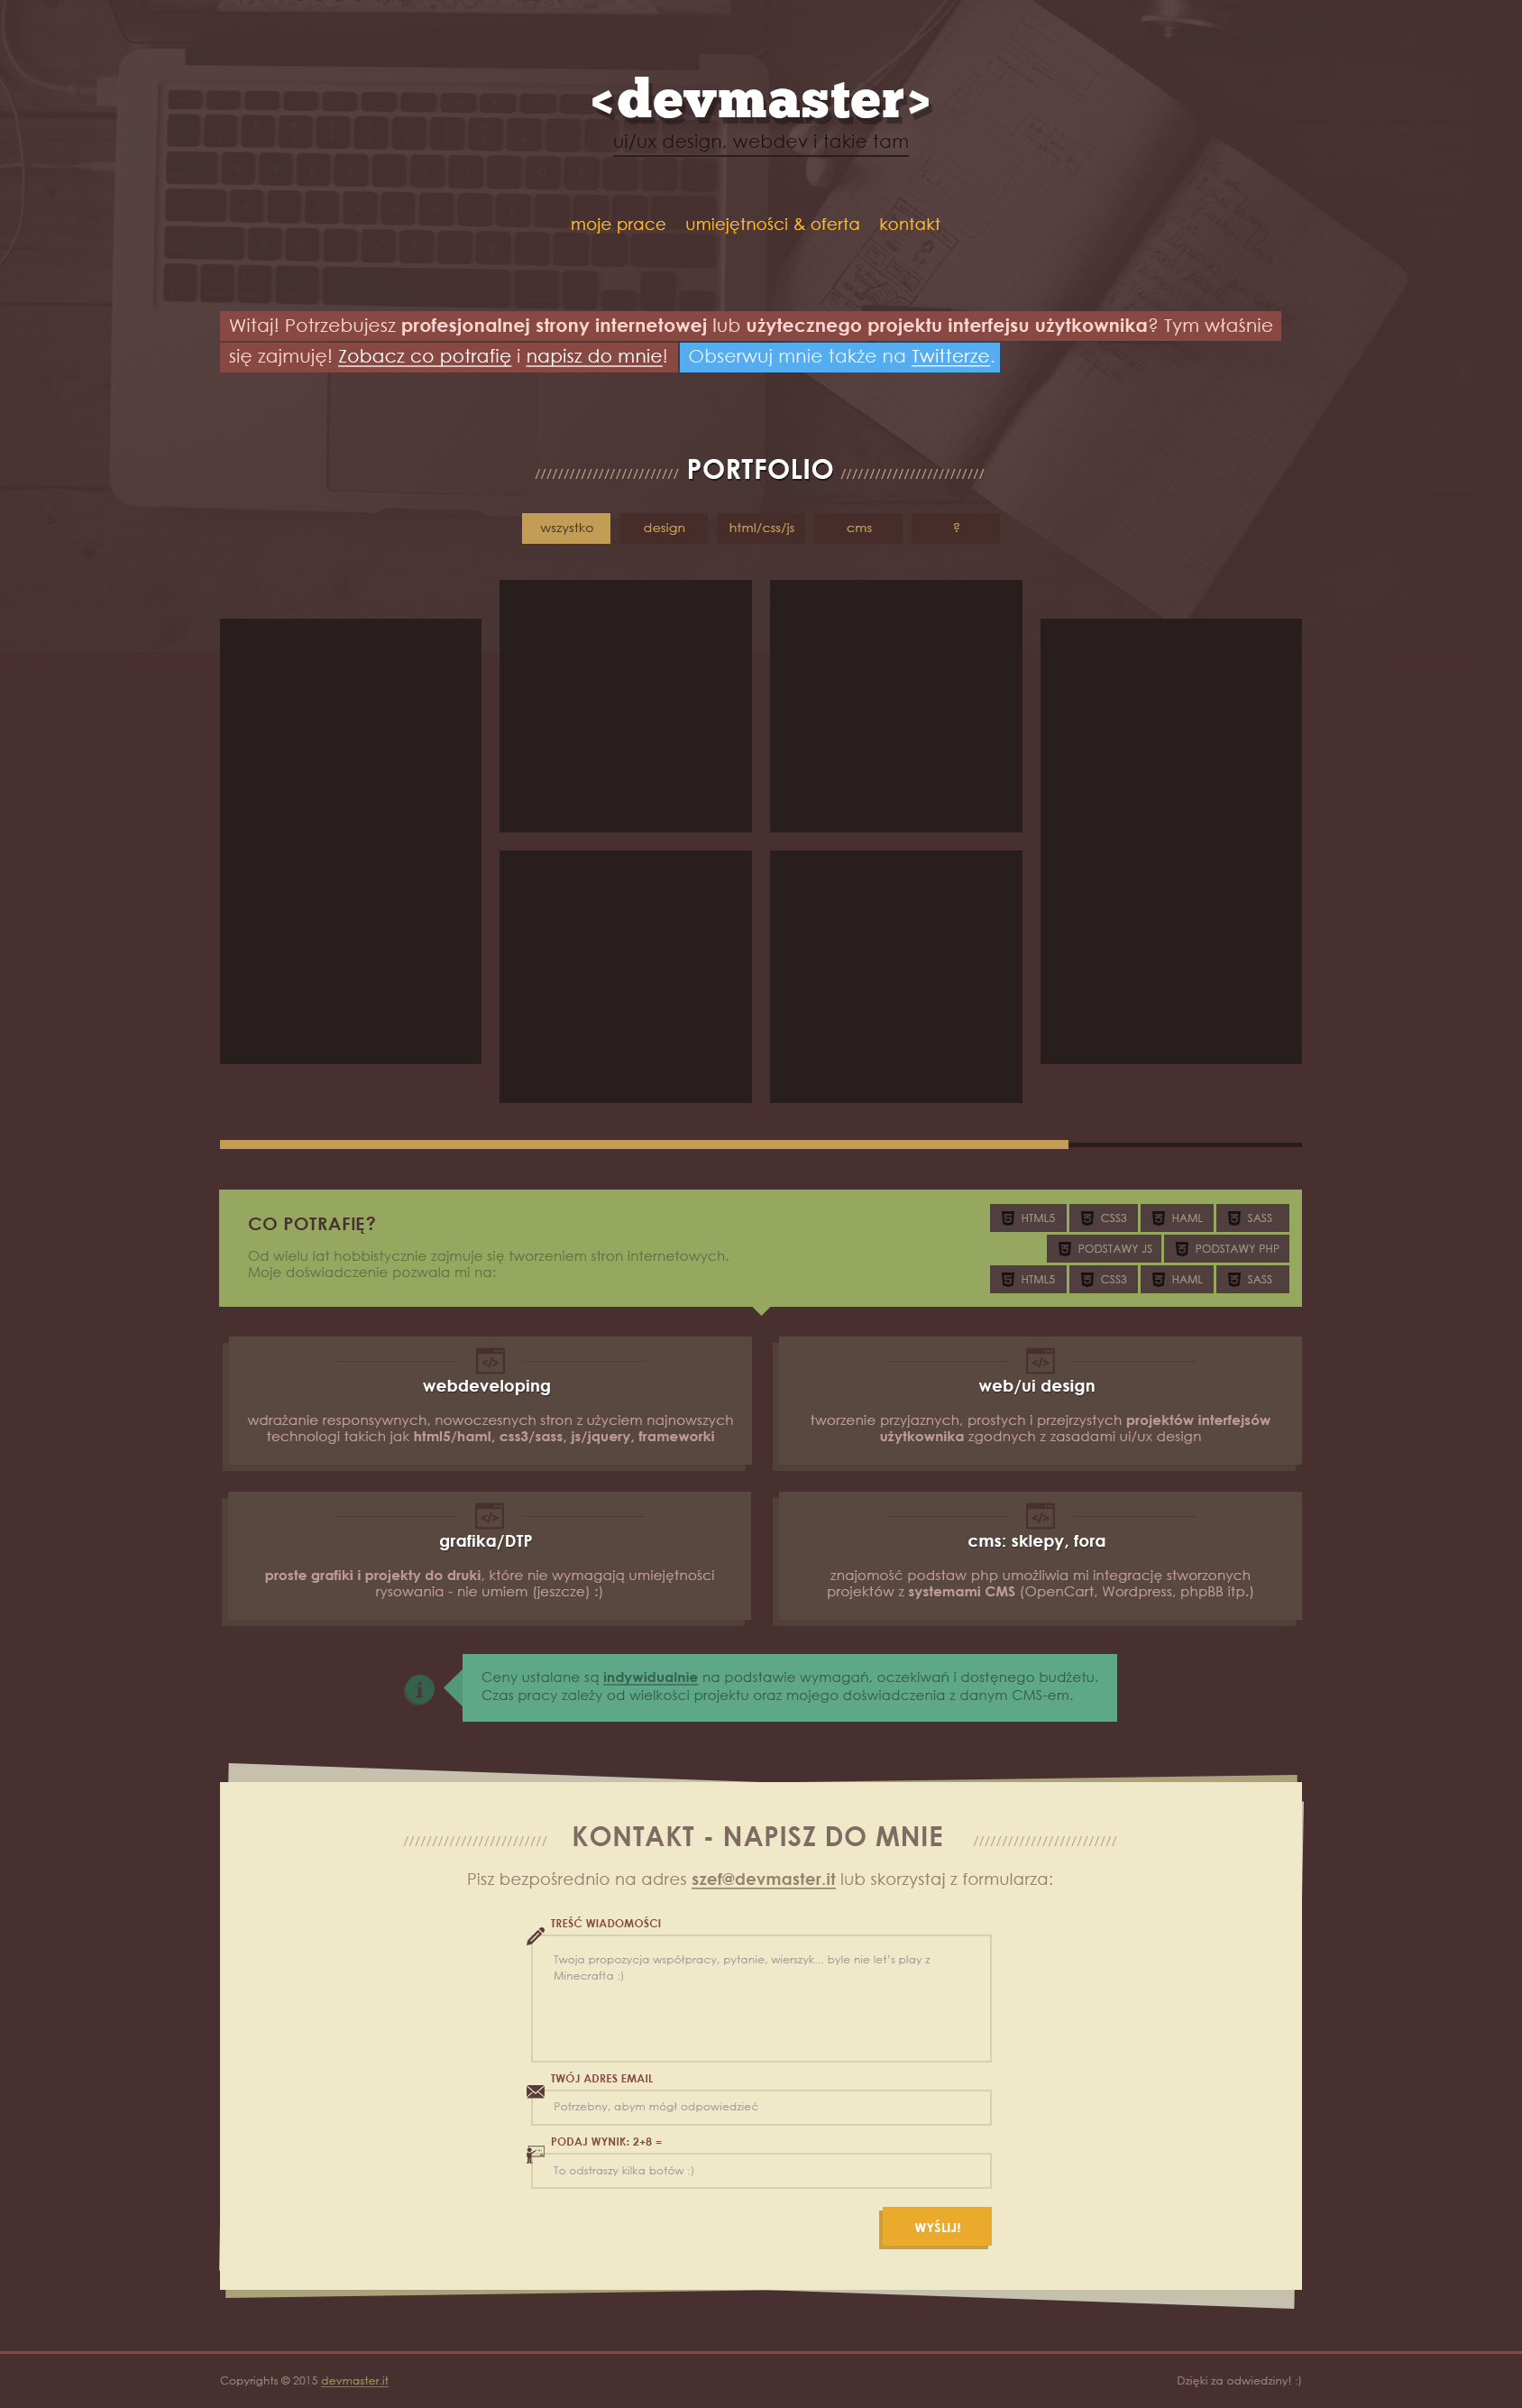 <devmaster>
ui/ux design, webdev i takie tam
moje prace umiejętności & oferta kontakt
Witaj! Potrzebujesz profesjonalnej strony internetowej lub użytecznego projektu interfejsu użytkownika? Tym właśnie
się zajmuję! Zobacz co potrafię i napisz do mnie! Obserwuj mnie także na Twitterze.
///////////////////////// PORTFOLIO /////////////////////////
wszystko design html/css/js cms ?
CO POTRAFIĘ?
Od wielu lat hobbistycznie zajmuje się tworzeniem stron internetowych.
Moje doświadczenie pozwala mi na:
HTML5 CSS3 HAML SASS
PODSTAWY JS PODSTAWY PHP
HTML5 CSS3 HAML SASS
webdeveloping
wdrażanie responsywnych, nowoczesnych stron z użyciem najnowszych
technologi takich jak html5/haml, css3/sass, js/jquery, frameworki
web/ui design
tworzenie przyjaznych, prostych i przejrzystych projektów interfejsów
użytkownika zgodnych z zasadami ui/ux design
grafika/DTP
proste grafiki i projekty do druki, które nie wymagają umiejętności
rysowania - nie umiem (jeszcze) :)
cms: sklepy, fora
znajomość podstaw php umożliwia mi integrację stworzonych
projektów z systemami CMS (OpenCart, Wordpress, phpBB itp.)
Ceny ustalane są indywidualnie na podstawie wymagań, oczekiwań i dostęnego budżetu.
Czas pracy zależy od wielkości projektu oraz mojego doświadczenia z danym CMS-em.
///////////////////////// KONTAKT - NAPISZ DO MNIE /////////////////////////
Pisz bezpośrednio na adres szef@devmaster.it lub skorzystaj z formularza:
TREŚĆ WIADOMOŚCI
Twoja propozycja współpracy, pytanie, wierszyk... byle nie let's play z
Minecrafta :)
TWÓJ ADRES EMAIL
Potrzebny, abym mógł odpowiedzieć
PODAJ WYNIK: 2+8 =
To odstraszy kilka botów :)
WYŚLIJ!
Copyrights © 2015 devmaster.it
Dzięki za odwiedziny! :)